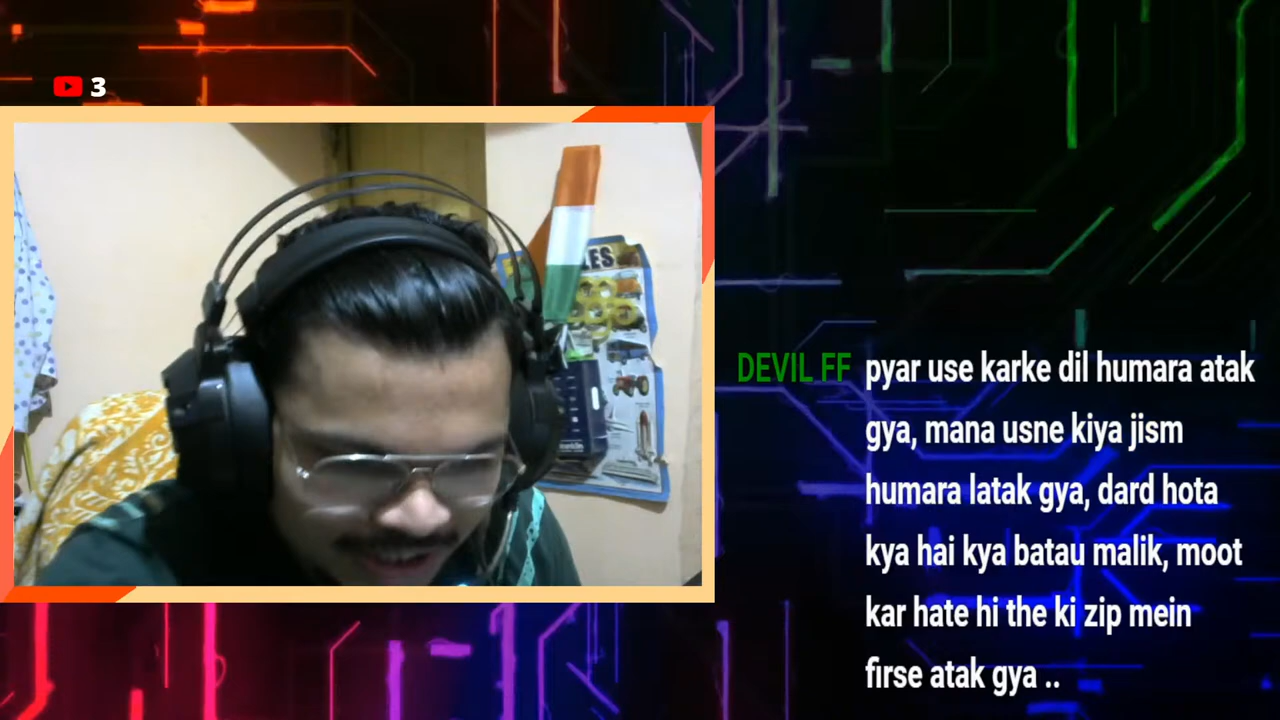 3
LES
DEVIL FF pyar use karke dil humara atak
gya, mana usne kiya jism
humara latak gya, dard hota
kya hai kya batau malik, moot
kar hate hi the ki zip mein
firse atak gya ..